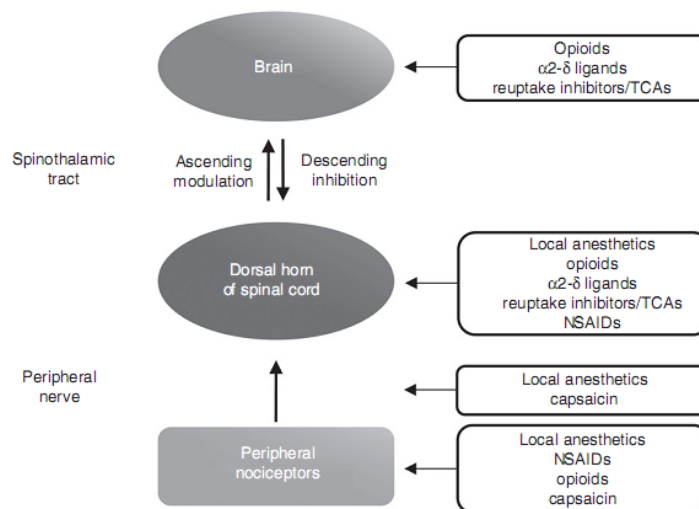 Brain
Opioids
α2-δ ligands
reuptake inhibitors/TCAs
Spinothalamic
tract
Ascending
modulation
Descending
inhibition
Dorsal horn
of spinal cord
Local anesthetics
opioids
α2-δ ligands
reuptake inhibitors/TCAs
NSAIDs
Peripheral
nerve
Local anesthetics
capsaicin
Peripheral
nociceptors
Local anesthetics
NSAIDs
opioids
capsaicin